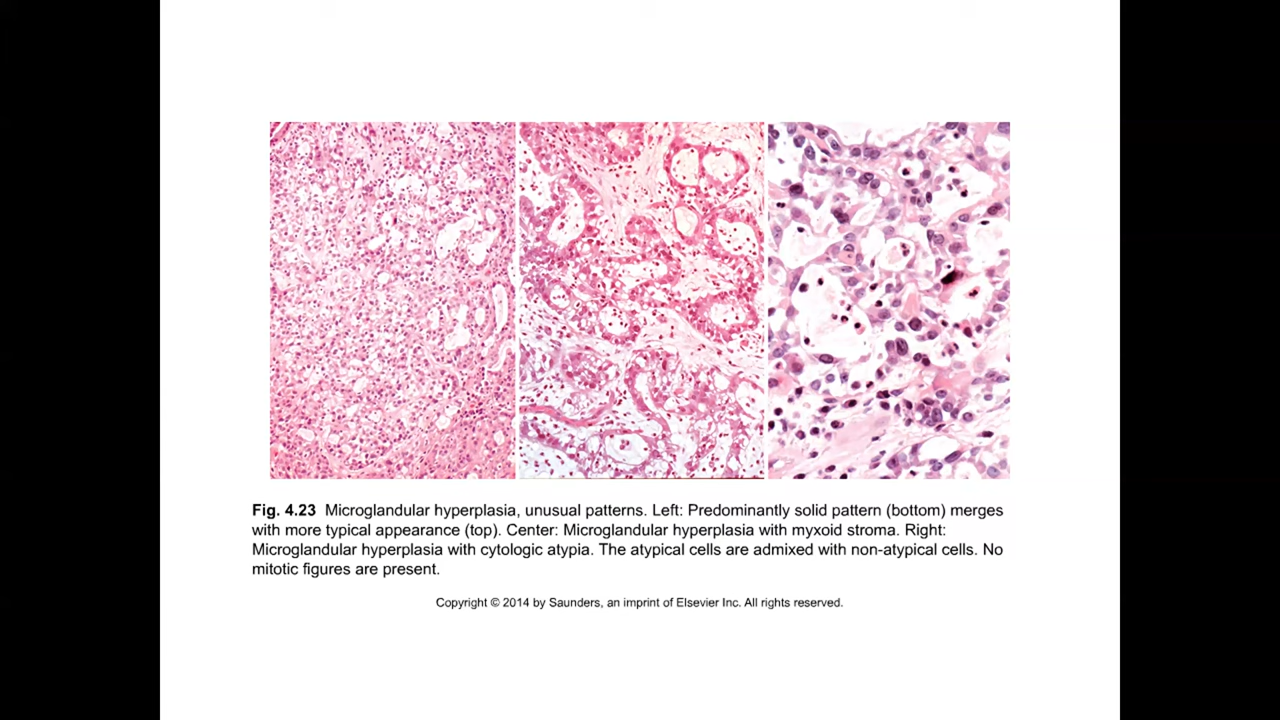 Fig. 4.23 Microglandular hyperplasia, unusual patterns. Left: Predominantly solid pattern (bottom) merges
with more typical appearance (top). Center: Microglandular hyperplasia with myxoid stroma. Right:
Microglandular hyperplasia with cytologic atypia. The atypical cells are admixed with non-atypical cells. No
mitotic figures are present.
Copyright © 2014 by Saunders, an imprint of Elsevier Inc. All rights reserved.